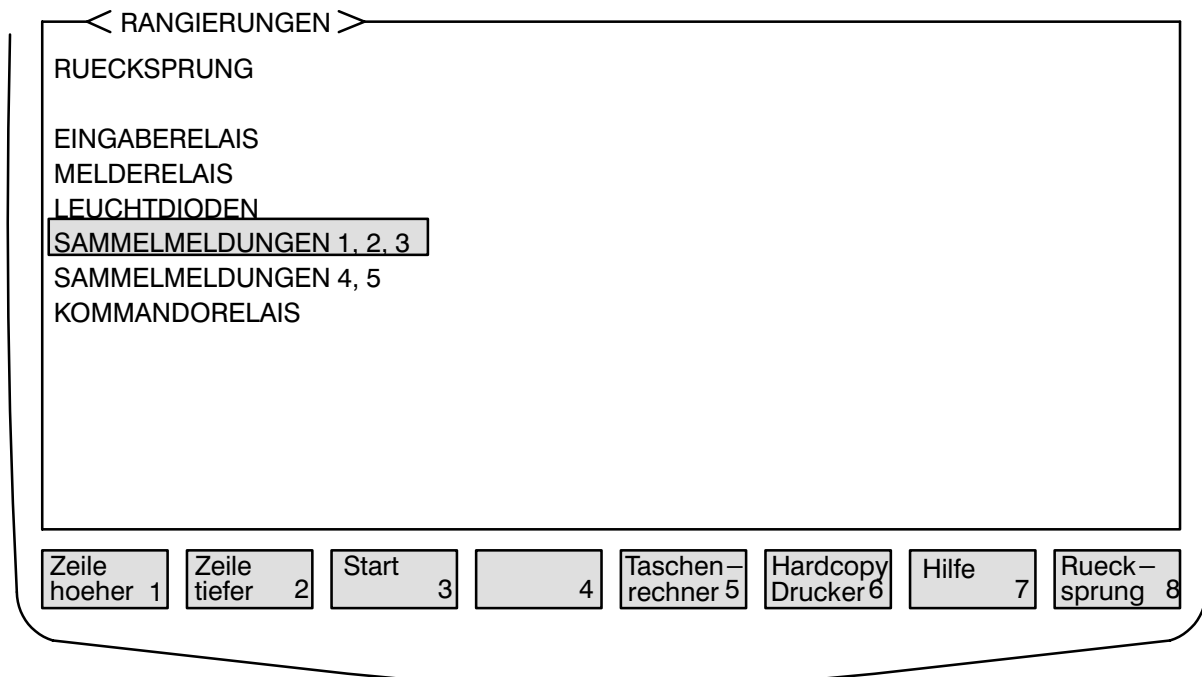 < RANGIERUNGEN >
RUECKSPRUNG
EINGABERELAIS
MELDERELAIS
LEUCHTDIODEN
SAMMELMELDUNGEN 1, 2, 3
SAMMELMELDUNGEN 4, 5
KOMMANDORELAIS
Zeile
hoeher 1
Zeile
tiefer 2
Start
3
4
Taschen–
rechner 5
Hardcopy
Drucker 6
Hilfe
7
Rueck–
sprung 8